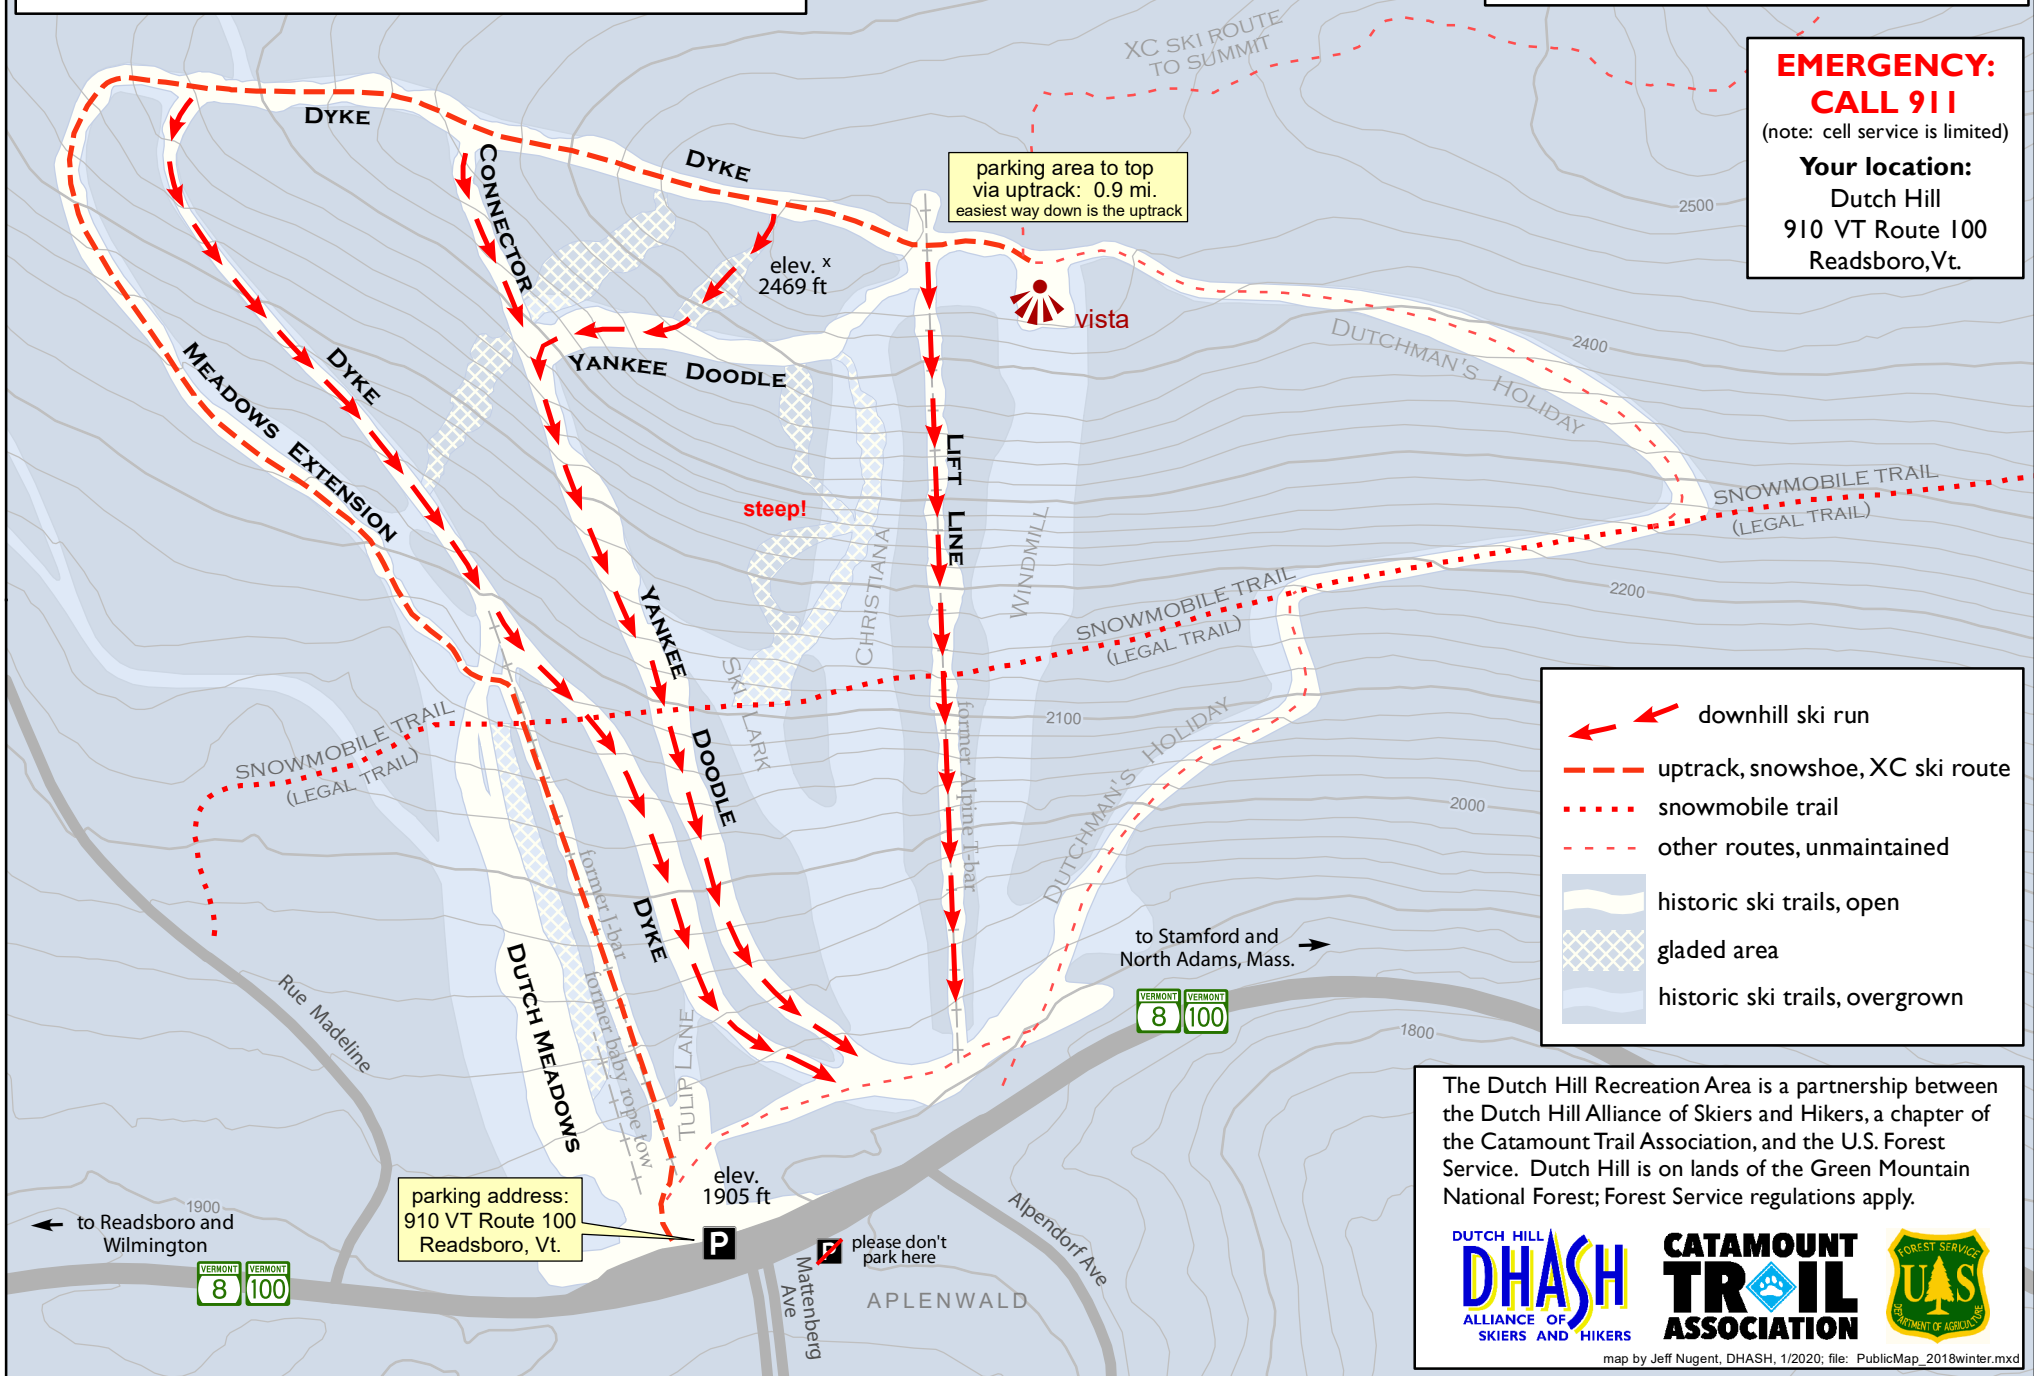 XC SKI ROUTE
TO SUMMIT
EMERGENCY:
CALL 911
(note: cell service is limited)
Your location:
Dutch Hill
910 VT Route 100
Readsboro, Vt.
DYKE
DYKE
CONNECTOR
parking area to top
via uptrack: 0.9 mi.
easiest way down is the uptrack
2500
elev. x
2469 ft
vista
DUTCHMAN'S HOLIDAY
2400
MEADOWS EXTENSION
DYKE
YANKEE DOODLE
LIFT LINE
steep!
CHRISTIANA
WINDMILL
SNOWMOBILE TRAIL
(LEGAL TRAIL)
SNOWMOBILE TRAIL
(LEGAL TRAIL)
2200
YANKEE DOODLE
SKI LARK
SNOWMOBILE TRAIL
(LEGAL TRAIL)
2100
former Alpine T-bar
DUTCHMAN'S HOLIDAY
2000
downhill ski run
uptrack, snowshoe, XC ski route
snowmobile trail
other routes, unmaintained
historic ski trails, open
gladed area
historic ski trails, overgrown
former J-bar
DYKE
DUTCH MEADOWS
former baby rope tow
TULIP LANE
Rue Madeline
to Stamford and
North Adams, Mass.
VERMONT
8
VERMONT
100
1800
The Dutch Hill Recreation Area is a partnership between
the Dutch Hill Alliance of Skiers and Hikers, a chapter of
the Catamount Trail Association, and the U.S. Forest
Service. Dutch Hill is on lands of the Green Mountain
National Forest; Forest Service regulations apply.
elev.
1905 ft
parking address:
910 VT Route 100
Readsboro, Vt.
P
P
please don't
park here
1900
to Readsboro and
Wilmington
VERMONT
8
VERMONT
100
Mattenberg
Ave
Alpendorf Ave
APLENWALD
DUTCH HILL
DHASH
ALLIANCE OF
SKIERS AND HIKERS
CATAMOUNT
TRAIL
ASSOCIATION
FOREST SERVICE
US
DEPARTMENT OF AGRICULTURE
map by Jeff Nugent, DHASH, 1/2020; file: PublicMap_2018winter.mxd